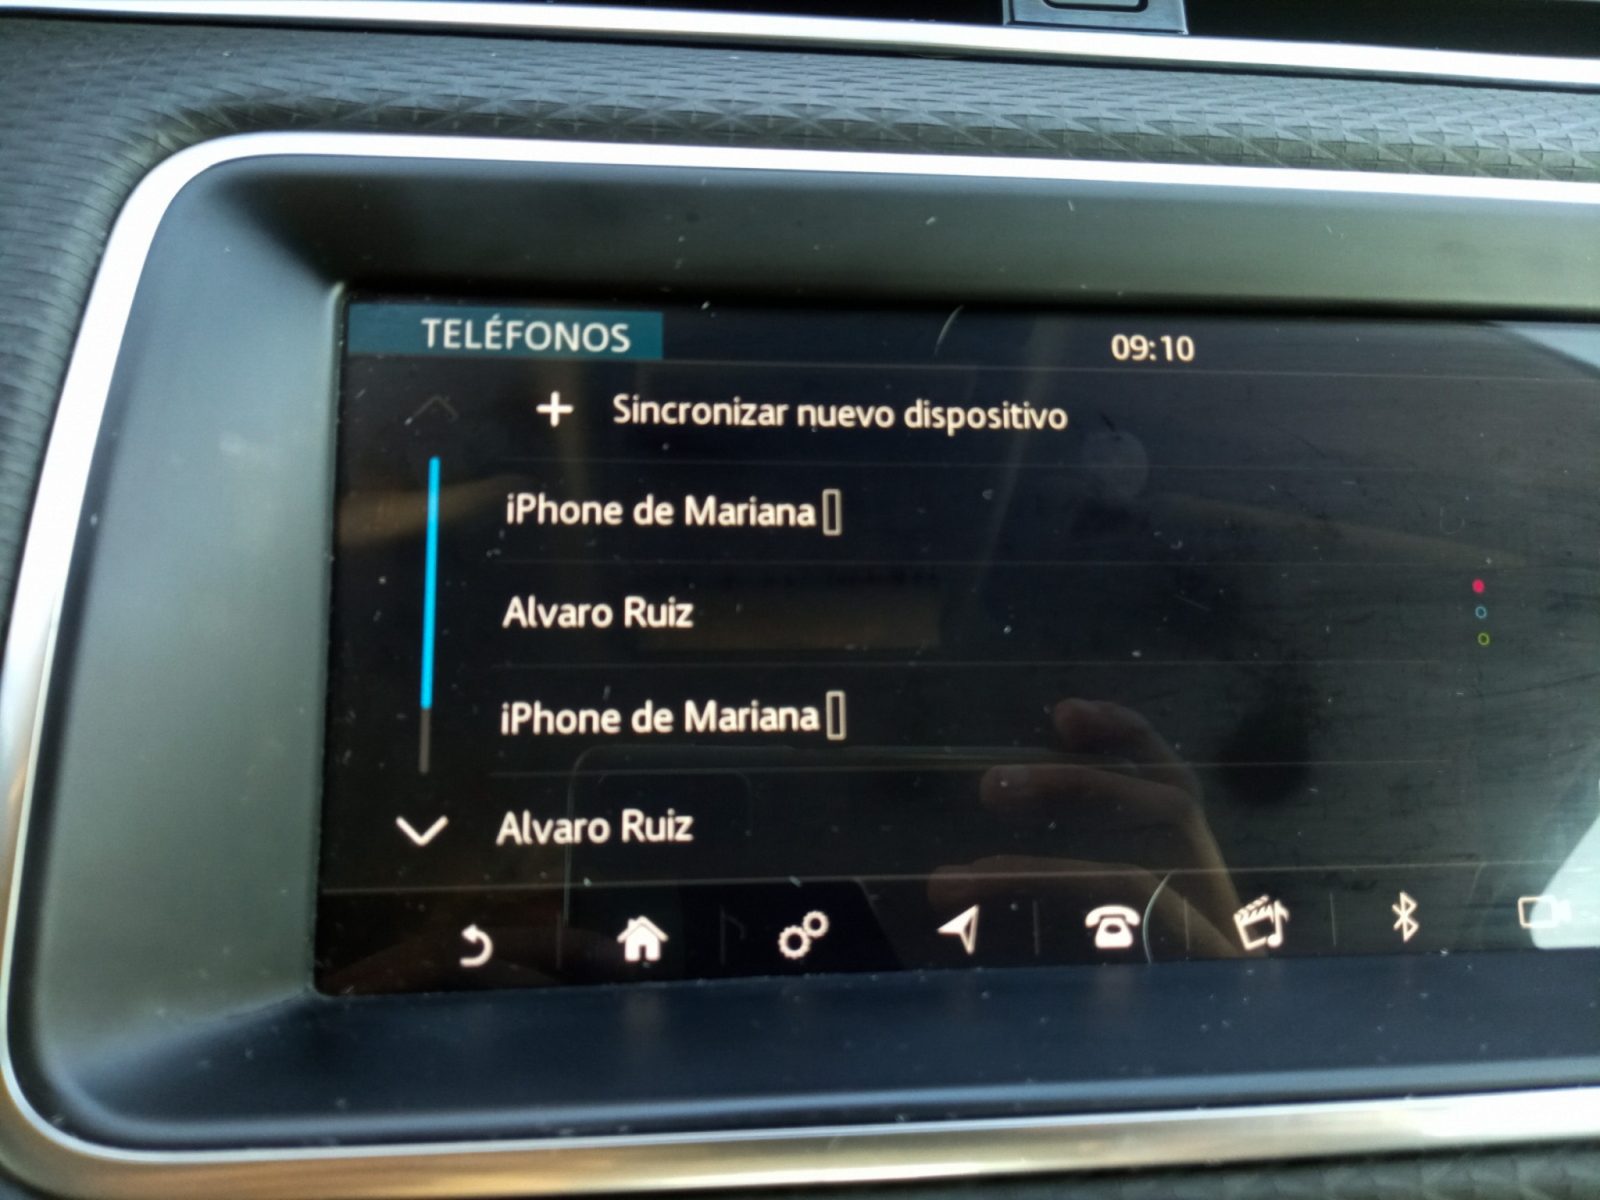 TELÉFONOS
09:10
Sincronizar nuevo dispositivo
iPhone de Mariana
Alvaro Ruiz
iPhone de Mariana
Alvaro Ruiz